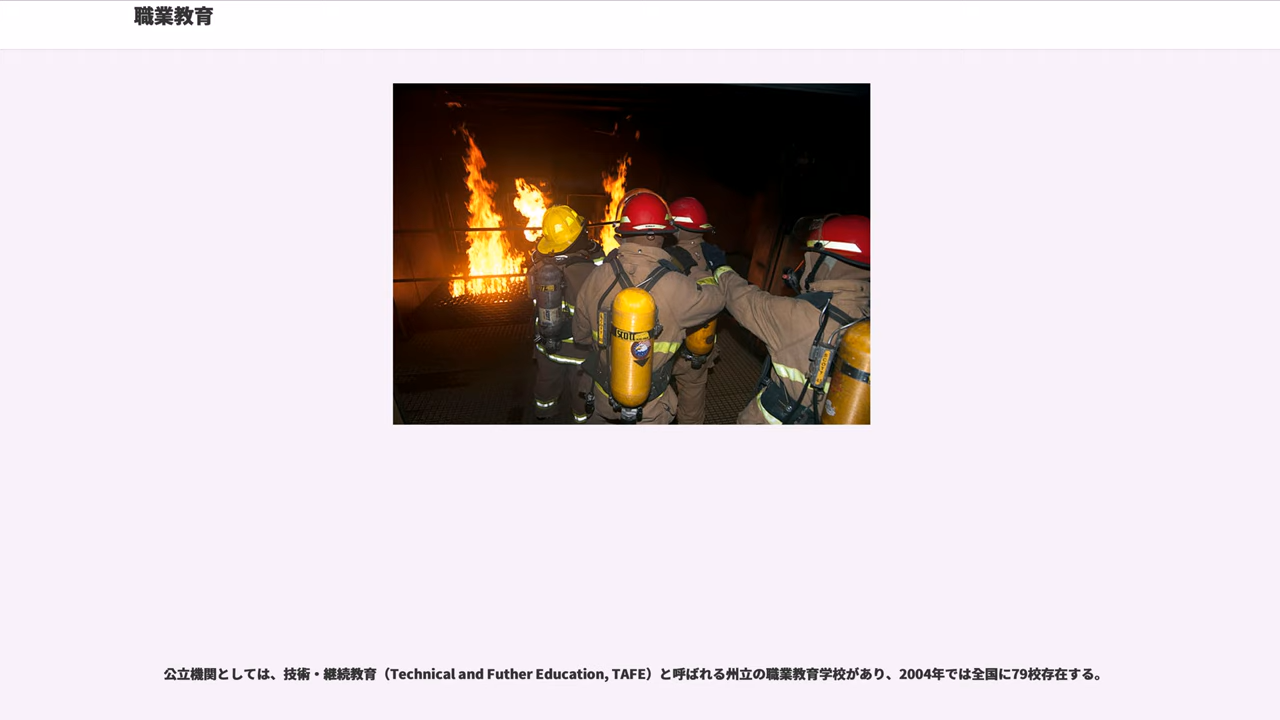 職業教育
SCOTT
公立機関としては、技術・継続教育（Technical and Futher Education, TAFE）と呼ばれる州立の職業教育学校があり、2004年では全国に79校存在する。